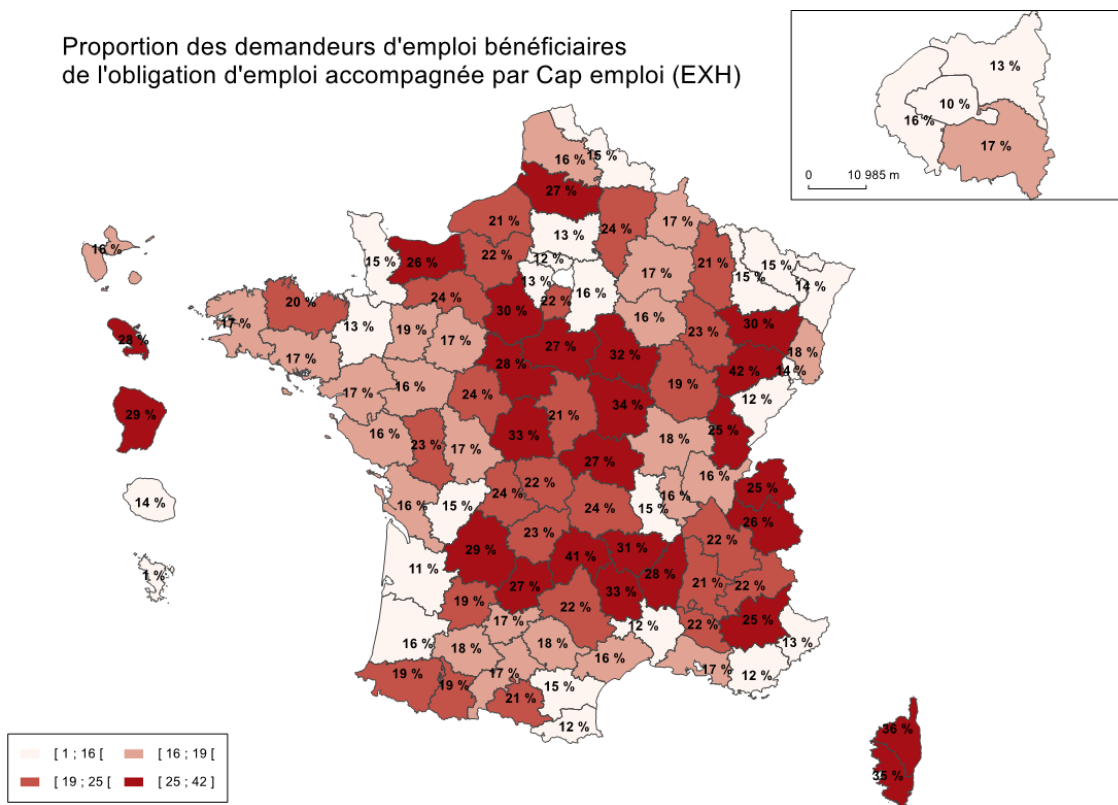 Proportion des demandeurs d'emploi bénéficiaires
de l'obligation d'emploi accompagnée par Cap emploi (EXH)
13 %
10 %
16 %
17 %
0 10 985 m
16 % 15 %
27 %
21 % 24 % 17 %
13 %
16 % 15 % 26 % 22 % 12 % 17 % 21 % 15 % 15 % 14 %
13 % 16 %
20 % 24 % 22 %
17 % 13 % 19 % 17 % 30 % 16 % 23 % 30 %
28 % 17 % 27 % 32 % 18 %
28 % 42 % 14 %
17 % 16 % 24 % 19 % 12 %
29 % 21 % 34 %
16 % 23 % 17 % 33 % 18 % 25 %
27 % 16 % 25 %
14 % 16 % 15 % 24 % 22 % 24 % 15 % 16 % 26 %
23 % 22 %
29 % 41 % 31 %
1 % 11 % 27 % 33 % 28 % 21 % 22 %
19 % 22 % 25 %
17 % 12 % 22 %
16 % 18 % 18 % 16 % 13 %
19 % 19 % 17 % 15 % 17 % 12 %
21 %
12 %
36 %
35 %
[ 1 ; 16 [ [ 16 ; 19 [
[ 19 ; 25 [ [ 25 ; 42 ]